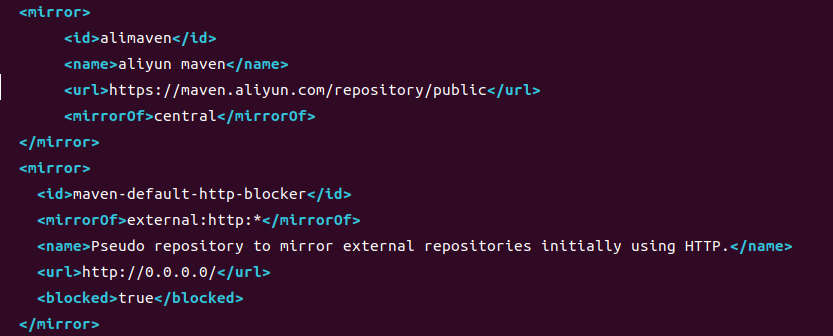 <mirror>
<id>alimaven</id>
<name>aliyun maven</name>
<url>https://maven.aliyun.com/repository/public</url>
<mirrorOf>central</mirrorOf>
</mirror>
<mirror>
<id>maven-default-http-blocker</id>
<mirrorOf>external:http:*</mirrorOf>
<name>Pseudo repository to mirror external repositories initially using HTTP.</name>
<url>http://0.0.0.0/</url>
<blocked>true</blocked>
</mirror>